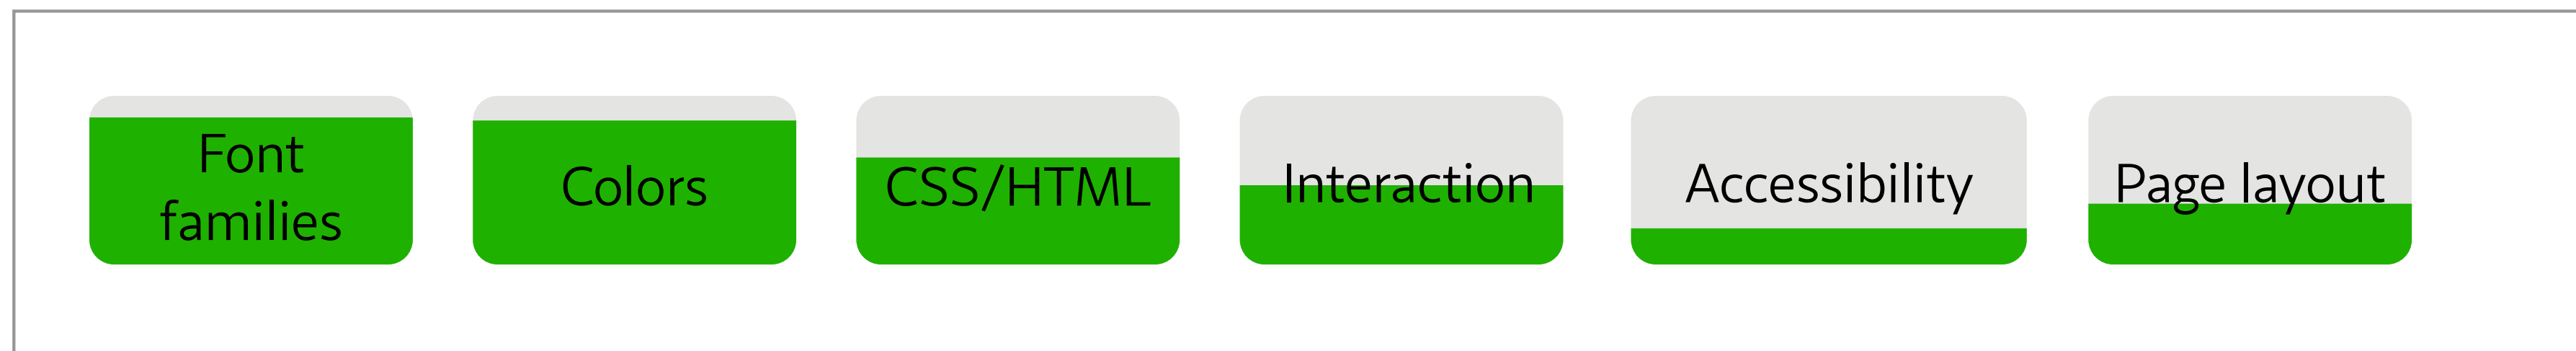 Font
families
Colors
CSS/HTML
Interaction
Accessibility
Page layout